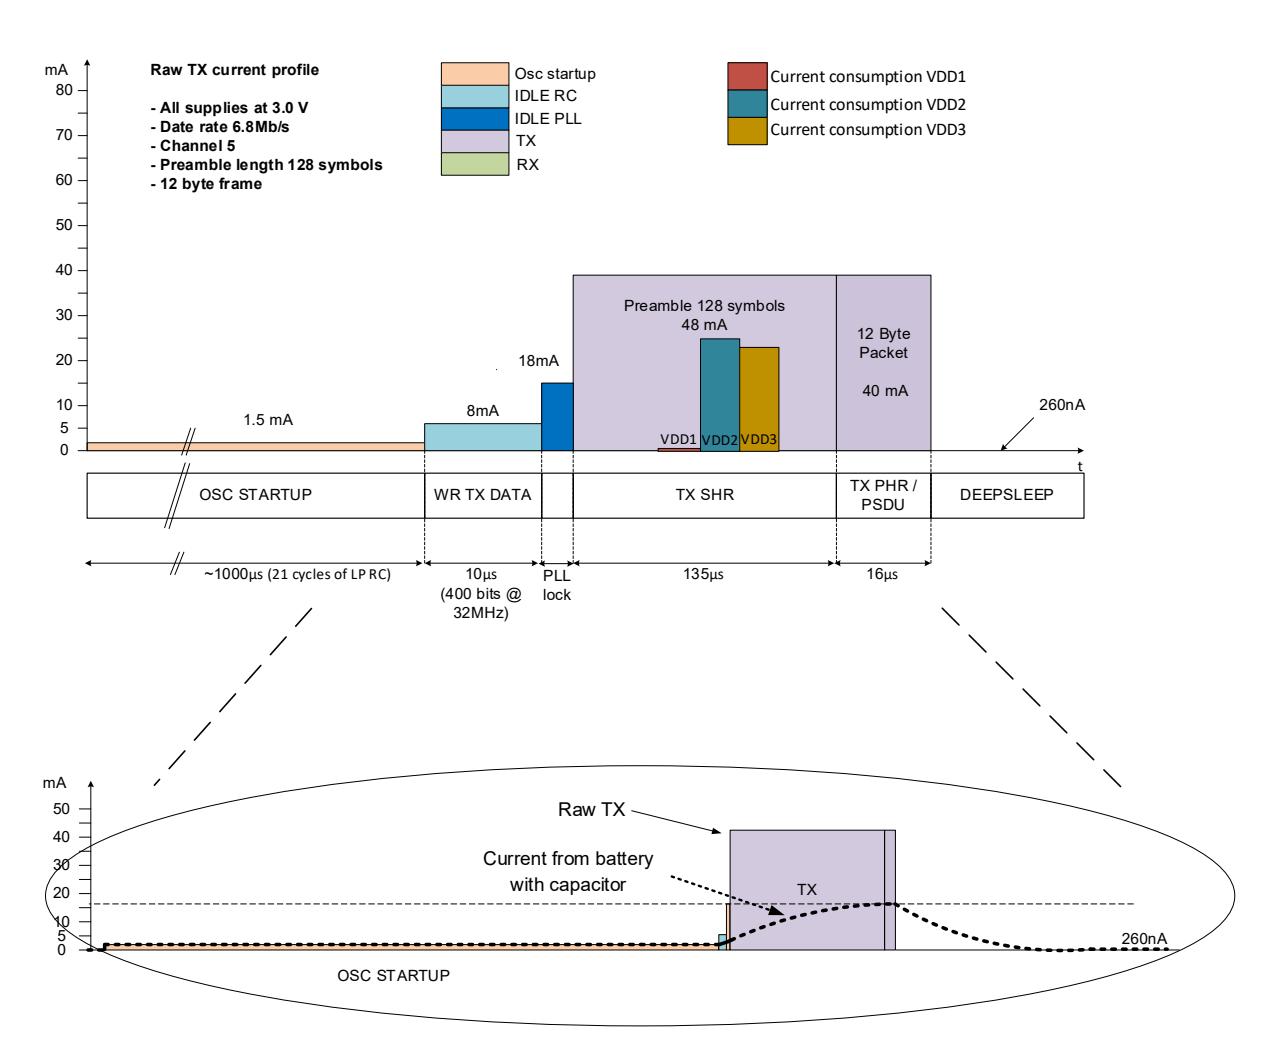 mA
Raw TX current profile
- All supplies at 3.0 V
- Date rate 6.8Mb/s
- Channel 5
- Preamble length 128 symbols
- 12 byte frame
Osc startup
IDLE RC
IDLE PLL
TX
RX
Current consumption VDD1
Current consumption VDD2
Current consumption VDD3
80
70
60
50
40
30
20
10
5
0
1.5 mA
8mA
18mA
Preamble 128 symbols
48 mA
VDD1
VDD2
VDD3
12 Byte
Packet
40 mA
260nA
t
OSC STARTUP
WR TX DATA
TX SHR
TX PHR /
PSDU
DEEPSLEEP
~1000µs (21 cycles of LP RC)
10µs
(400 bits @
32MHz)
PLL
lock
135µs
16µs
mA
50
40
30
20
10
5
0
Raw TX
Current from battery
with capacitor
TX
260nA
OSC STARTUP